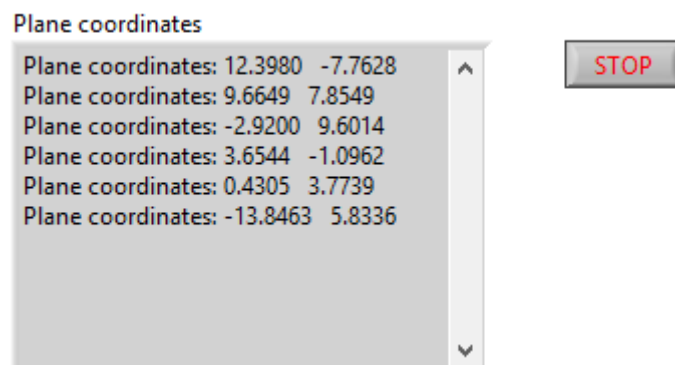 Plane coordinates
STOP
Plane coordinates: 12.3980 -7.7628
Plane coordinates: 9.6649 7.8549
Plane coordinates: -2.9200 9.6014
Plane coordinates: 3.6544 -1.0962
Plane coordinates: 0.4305 3.7739
Plane coordinates: -13.8463 5.8336